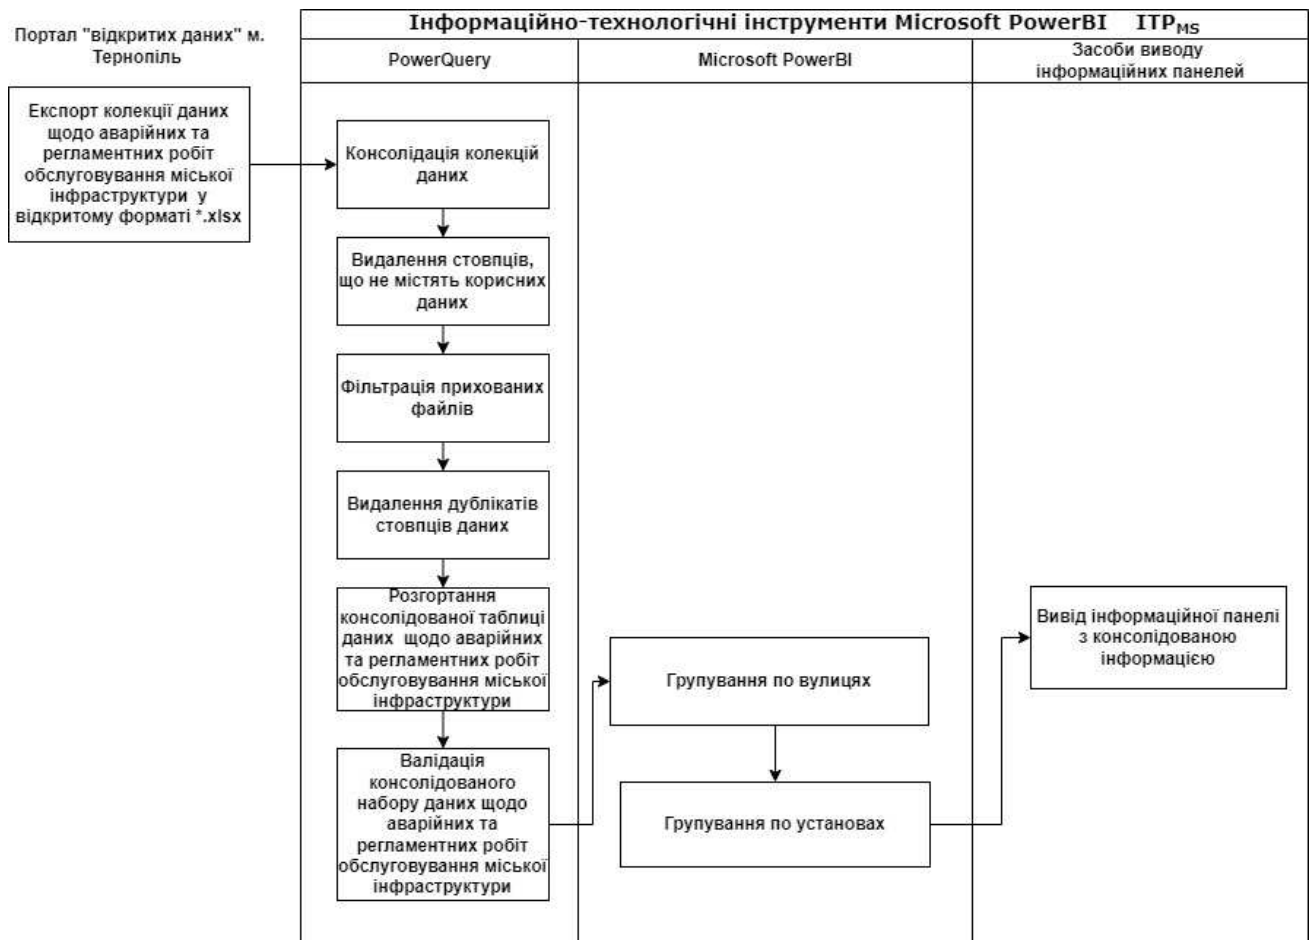 Портал "відкритих даних" м.
Тернопіль
Інформаційно-технологічні інструменти Microsoft PowerBI ITPMS
PowerQuery
Microsoft PowerBI
Засоби виводу
інформаційних панелей
Експорт колекції даних
щодо аварійних та
регламентних робіт
обслуговування міської
інфраструктури у
відкритому форматі *.xlsx
Консолідація колекцій
даних
Видалення стовпців,
що не містять корисних
даних
Фільтрація прихованих
файлів
Видалення дублікатів
стовпців даних
Розгортання
консолідованої таблиці
даних щодо аварійних
та регламентних робіт
обслуговування міської
інфраструктури
Валідація
консолідованого
набору даних щодо
аварійних та
регламентних робіт
обслуговування міської
інфраструктури
Групування по вулицях
Групування по установах
Вивід інформаційної панелі
з консолідованою
інформацією